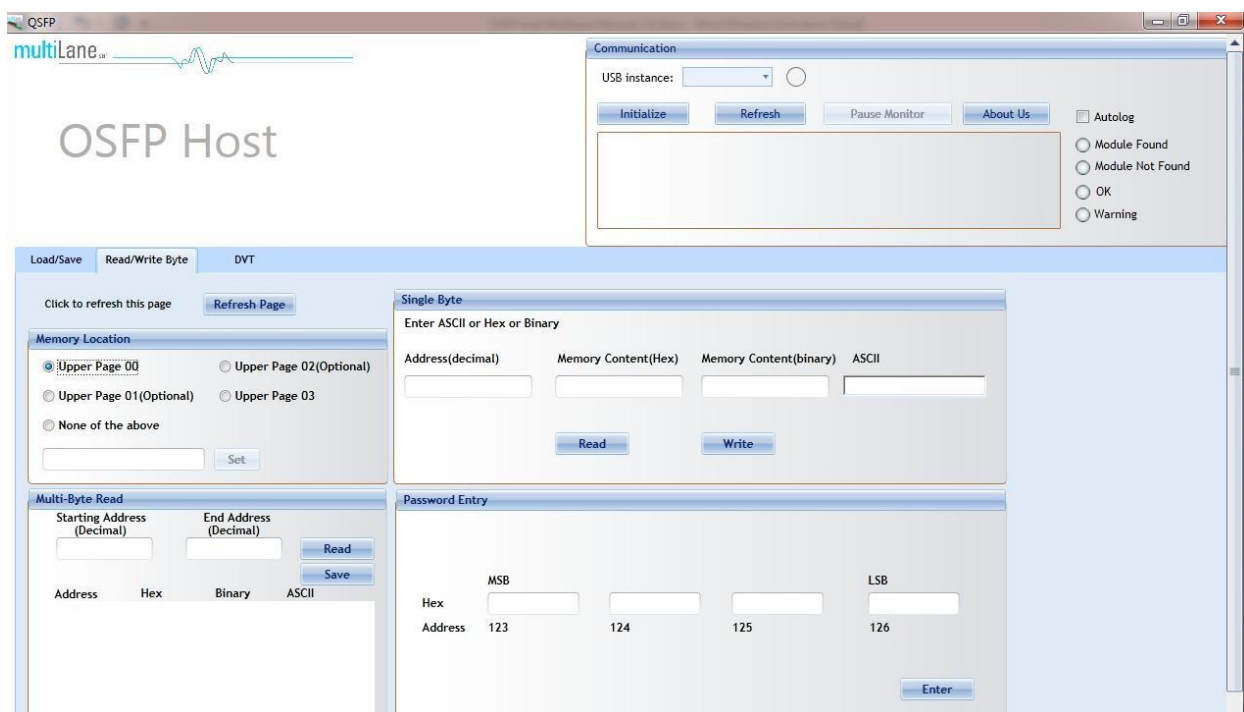 QSFP
multiLane
OSFP Host
Communication
USB instance:
Initialize Refresh Pause Monitor About Us
Autolog
Module Found
Module Not Found
OK
Warning
Load/Save Read/Write Byte DVT
Click to refresh this page Refresh Page
Memory Location
Upper Page 00 Upper Page 02(Optional)
Upper Page 01(Optional) Upper Page 03
None of the above
Set
Single Byte
Enter ASCII or Hex or Binary
Address(decimal) Memory Content(Hex) Memory Content(binary) ASCII
Read Write
Multi-Byte Read
Starting Address (Decimal) End Address (Decimal)
Read
Save
Address Hex Binary ASCII
Password Entry
MSB LSB
Hex
Address 123 124 125 126
Enter